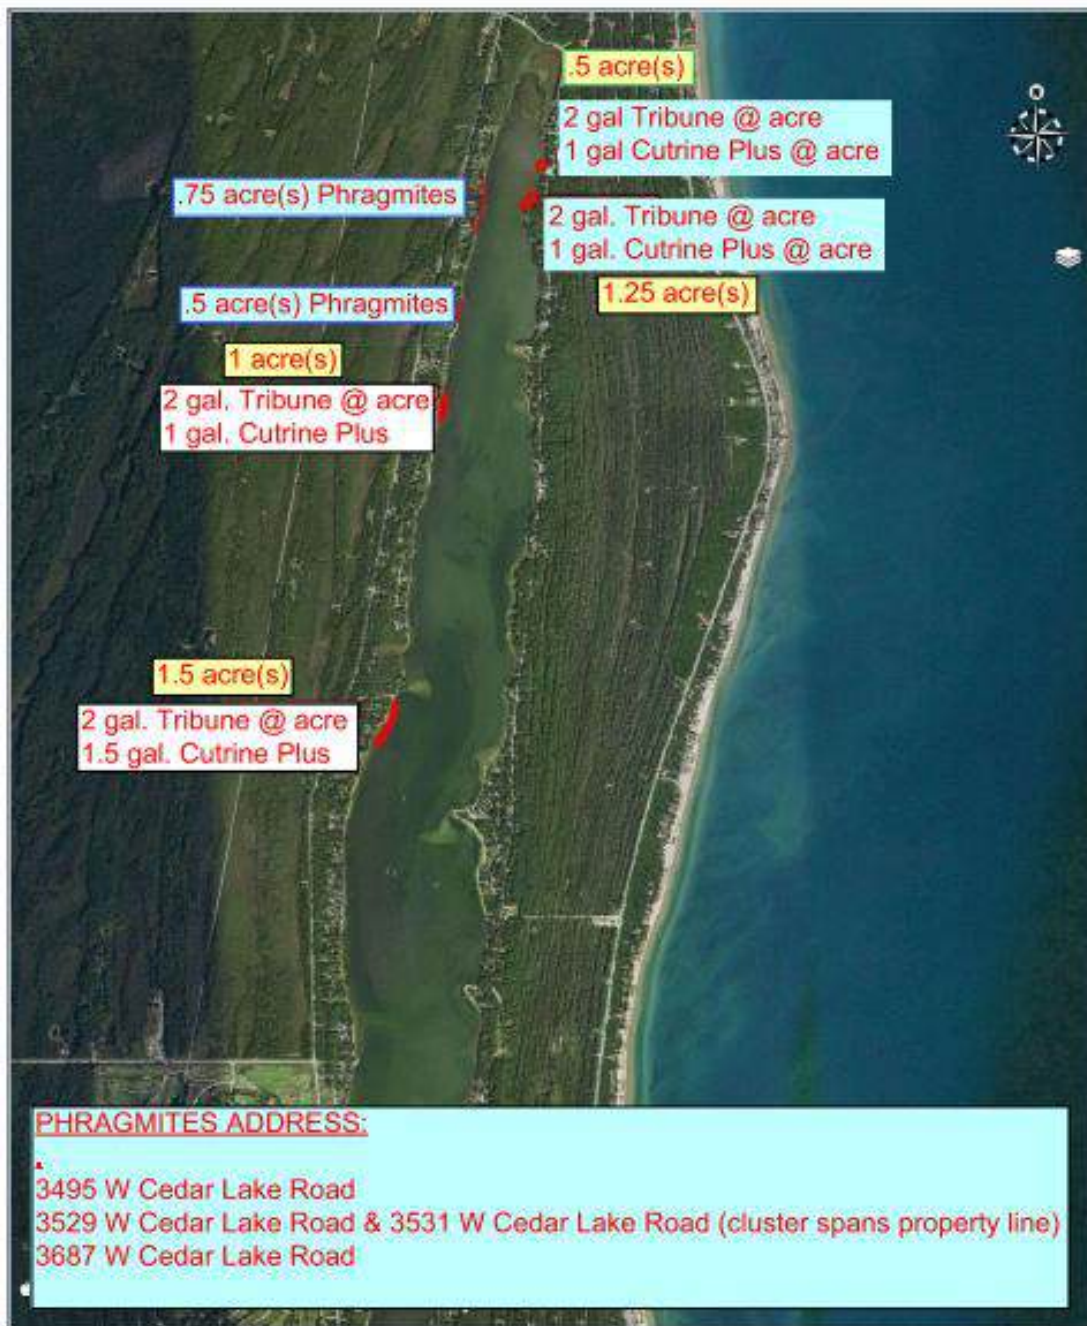 .5 acre(s)
2 gal Tribune @ acre
1 gal Cutrine Plus @ acre
.75 acre(s) Phragmites
2 gal. Tribune @ acre
1 gal. Cutrine Plus @ acre
1.25 acre(s)
.5 acre(s) Phragmites
1 acre(s)
2 gal. Tribune @ acre
1 gal. Cutrine Plus
1.5 acre(s)
2 gal. Tribune @ acre
1.5 gal. Cutrine Plus
PHRAGMITES ADDRESS:
.
3495 W Cedar Lake Road
3529 W Cedar Lake Road & 3531 W Cedar Lake Road (cluster spans property line)
3687 W Cedar Lake Road